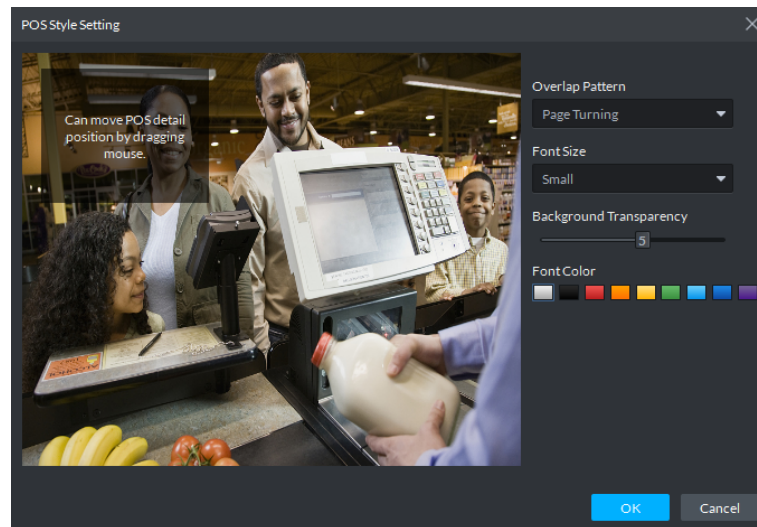 POS Style Setting
Can move POS detail
position by dragging
mouse.
Overlap Pattern
Page Turning
Font Size
Small
Background Transparency
5
Font Color
OK
Cancel